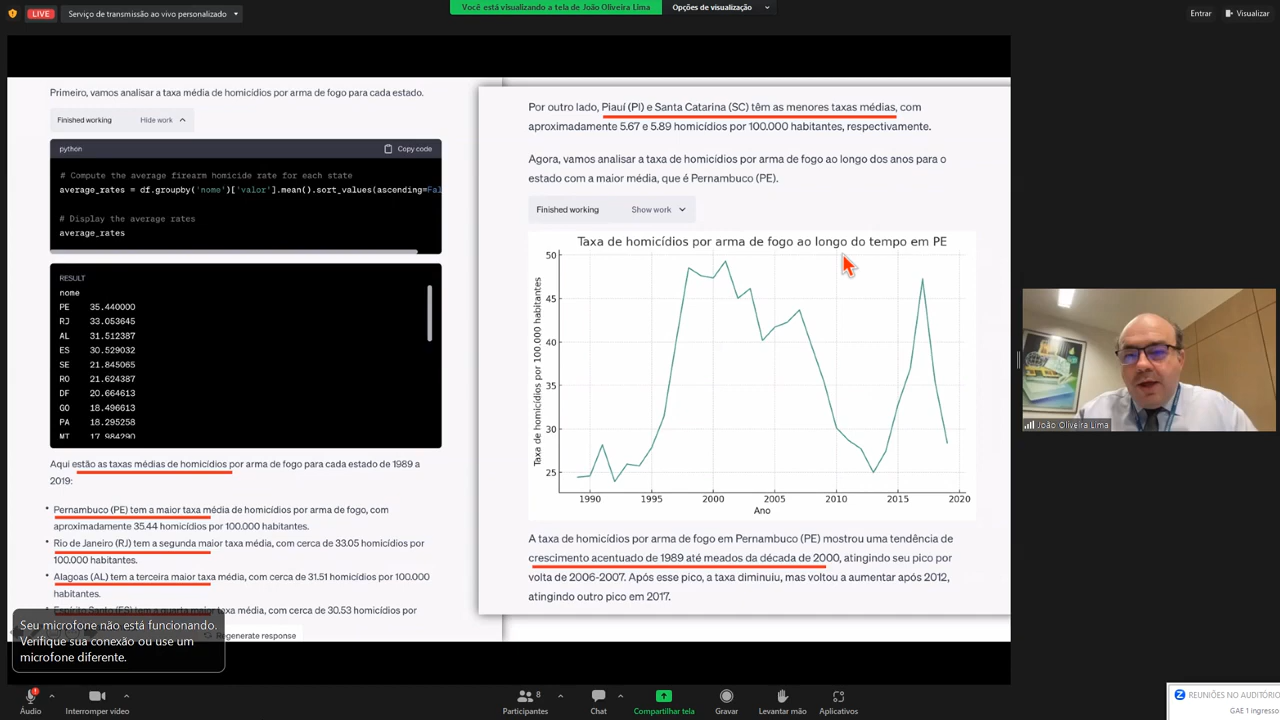 LIVE
Serviço de transmissão ao vivo personalizado
Você está visualizando a tela de João Oliveira Lima
Opções de visualização
Entrar
Visualizar
Primeiro, vamos analisar a taxa média de homicídios por arma de fogo para cada estado.
Finished working
Hide work
python
Copy code
# Compute the average firearm homicide rate for each state
average_rates = df.groupby('nome')['valor'].mean().sort_values(ascending=Fal
# Display the average rates
average_rates
RESULT
nome
PE 35.440000
RJ 33.053645
AL 31.512387
ES 30.529032
SE 21.845065
RO 21.624387
DF 20.664613
GO 18.496613
PA 18.295258
MT 17.984290
Aqui estão as taxas médias de homicídios por arma de fogo para cada estado de 1989 a
2019:
Pernambuco (PE) tem a maior taxa média de homicídios por arma de fogo, com
aproximadamente 35.44 homicídios por 100.000 habitantes.
Rio de Janeiro (RJ) tem a segunda maior taxa média, com cerca de 33.05 homicídios por
100.000 habitantes.
Alagoas (AL) tem a terceira maior taxa média, com cerca de 31.51 homicídios por 100.000
habitantes.
Espírito Santo (ES) tem a quarta maior taxa média, com cerca de 30.53 homicídios por
Regenerate response
Seu microfone não está funcionando.
Verifique sua conexão ou use um
microfone diferente.
Por outro lado, Piauí (PI) e Santa Catarina (SC) têm as menores taxas médias, com
aproximadamente 5.67 e 5.89 homicídios por 100.000 habitantes, respectivamente.
Agora, vamos analisar a taxa de homicídios por arma de fogo ao longo dos anos para o
estado com a maior média, que é Pernambuco (PE).
Finished working
Show work
Taxa de homicídios por arma de fogo ao longo do tempo em PE
Taxa de homicídios por 100.000 habitantes
50
45
40
35
30
25
1990 1995 2000 2005 2010 2015 2020
Ano
A taxa de homicídios por arma de fogo em Pernambuco (PE) mostrou uma tendência de
crescimento acentuado de 1989 até meados da década de 2000, atingindo seu pico por
volta de 2006-2007. Após esse pico, a taxa diminuiu, mas voltou a aumentar após 2012,
atingindo outro pico em 2017.
João Oliveira Lima
Áudio
Interromper vídeo
Participantes
8
Chat
Compartilhar tela
Gravar
Levantar mão
Aplicativos
REUNIÕES NO AUDITÓRIO
GAE 1 ingresso